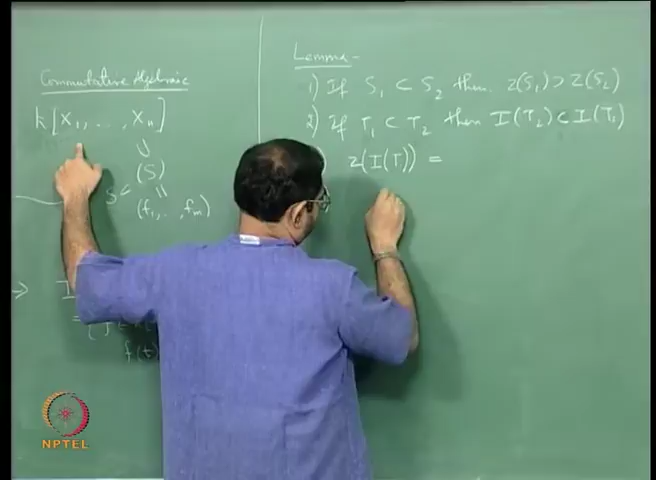 Commutative Algebraic
k[X₁, ..., Xₙ]
∪
(S)
S
"
(f₁, .., fₘ)
→ I
=
f(t)
Lemma-
1) If S₁ ⊂ S₂ then Z(S₁) ⊃ Z(S₂)
2) If T₁ ⊂ T₂ then I(T₂) ⊂ I(T₁)
) Z(I(T)) =
NPTEL